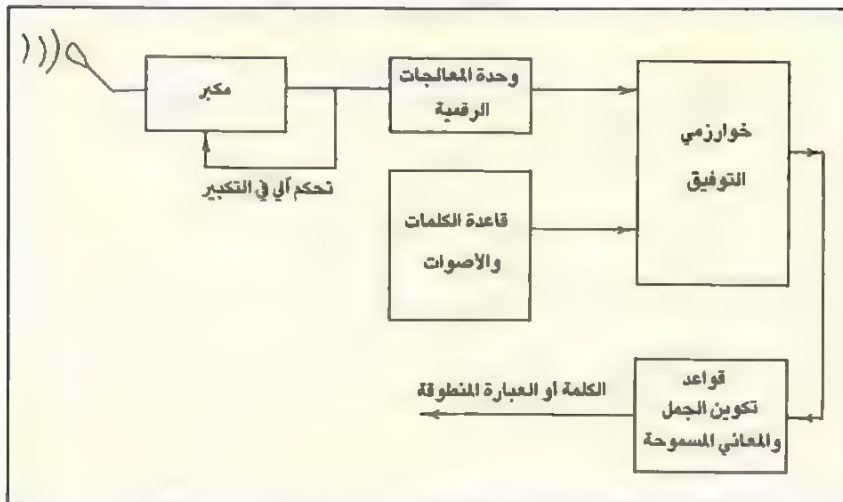 مكبر
تحكم آلي في التكبير
وحدة المعالجات
الرقمية
قاعدة الكلمات
والأصوات
خوارزمي
التوفيق
قواعد
تكوين الجمل
والمعاني المسموحة
الكلمة أو العبارة المنطوقة